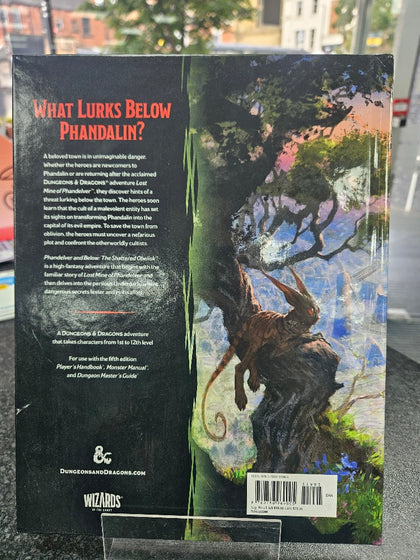 WHAT LURKS BELOW
PHANDALIN?
A beloved town is in unimaginable danger.
Whether the heroes are newcomers to
Phandalin or are returning after the acclaimed
DUNGEONS & DRAGONS® adventure Lost
Mine of Phandelver™, they discover hints of a
threat lurking below the town. The heroes soon
learn that the cult of a malevolent entity has set
its sights on transforming Phandalin into the
capital of its evil empire. To save the town from
oblivion, the heroes must uncover a nefarious
plot and confront the otherworldly cultists.
Phandelver and Below: The Shattered Obelisk™
is a high-fantasy adventure that begins with the
familiar story of Lost Mine of Phandelver and
then delves into the perilous Underdark, where
dangerous secrets fester and evils
A DUNGEONS & DRAGONS adventure
that takes characters from 1st to 12th level
For use with the fifth edition
Player's Handbook®, Monster Manual®,
and Dungeon Master's Guide®
&
DUNGEONSANDDRAGONS.COM
WIZARDS
OF THE COAST